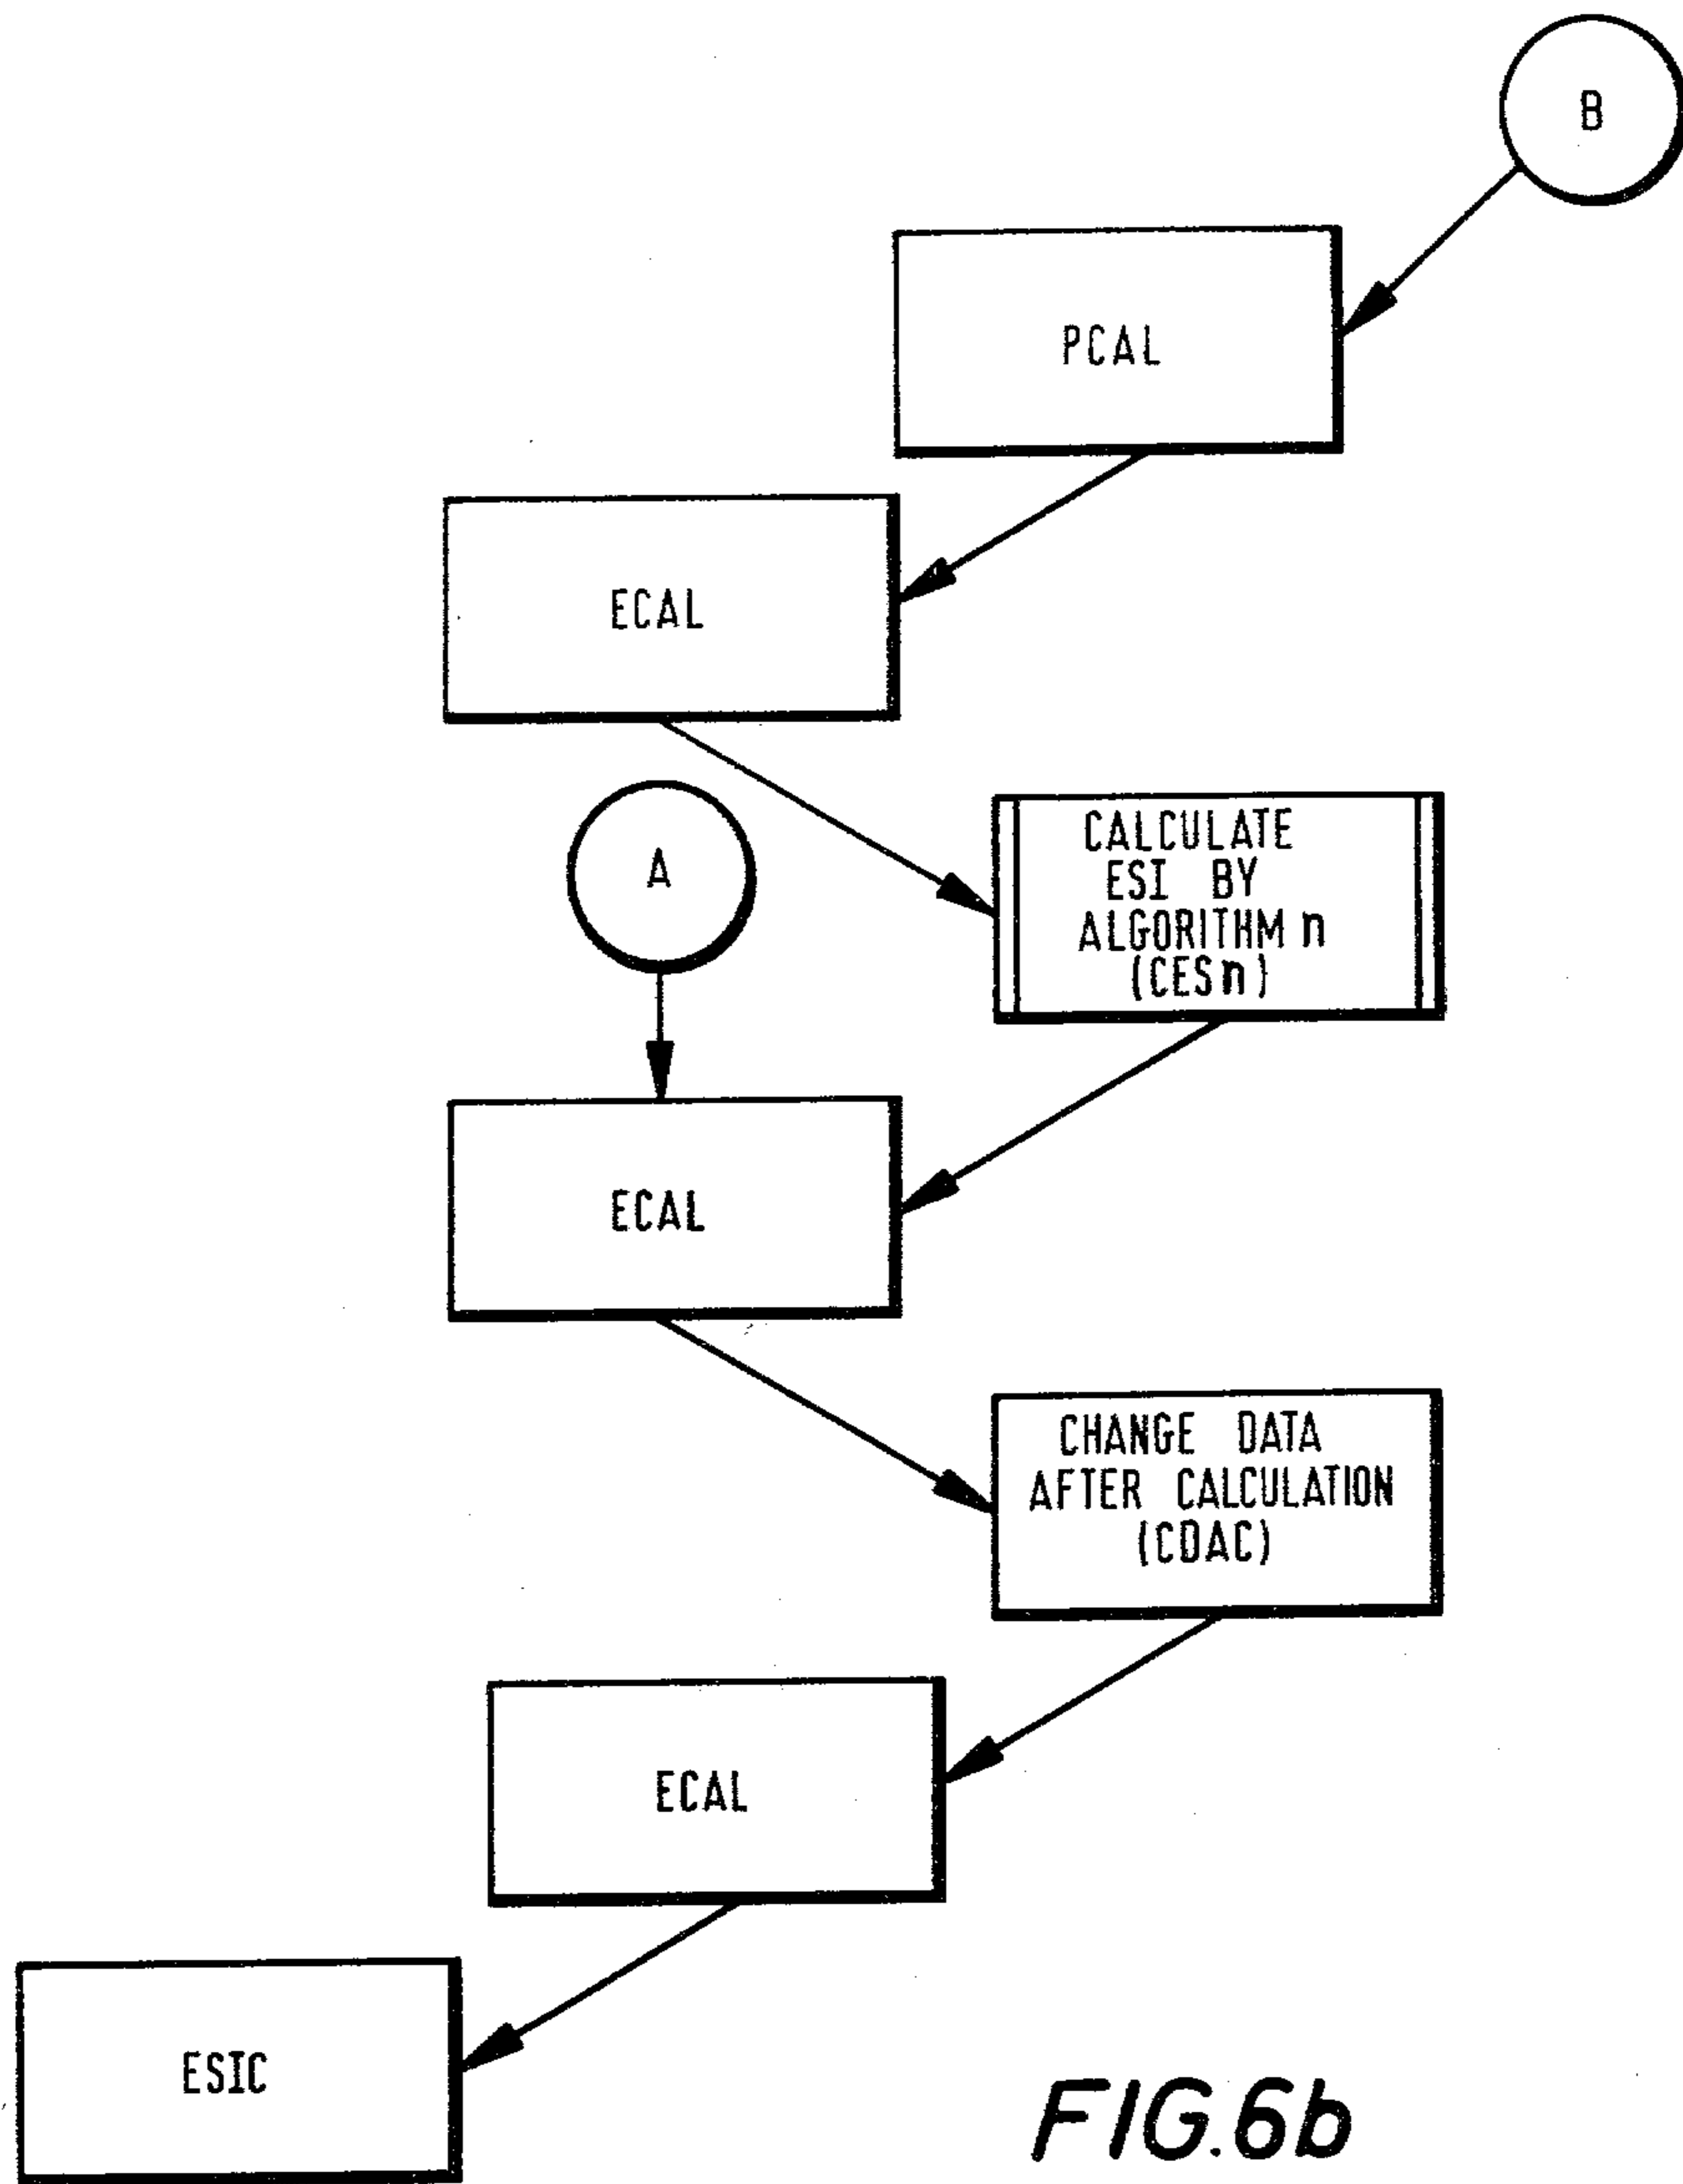 B
PCAL
ECAL
A
CALCULATE
ESI BY
ALGORITHM n
(CESn)
ECAL
CHANGE DATA
AFTER CALCULATION
(CDAC)
ECAL
ESIC
FIG.6b